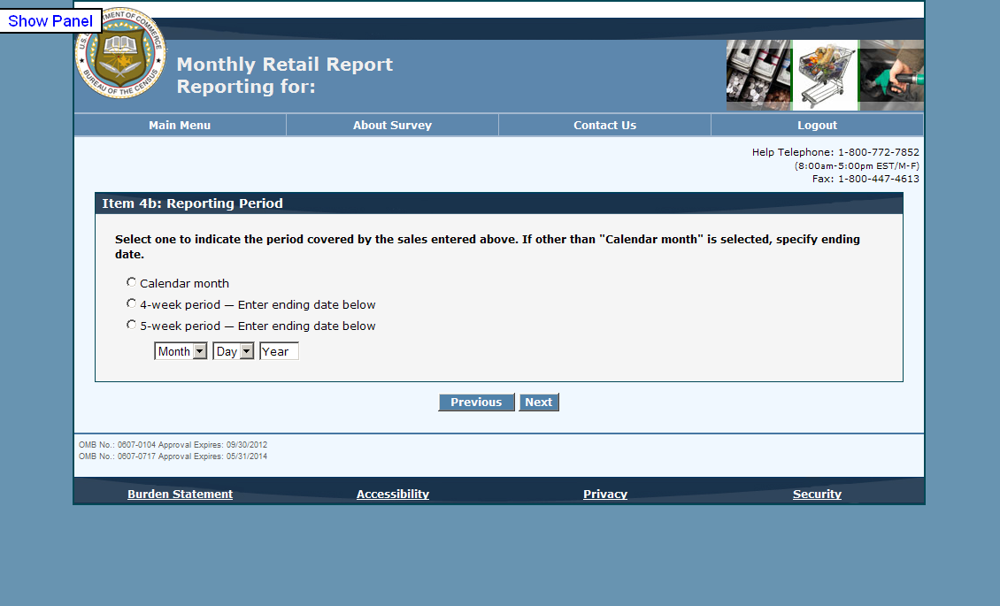 Show Panel
U.S. DEPARTMENT OF COMMERCE
BUREAU OF THE CENSUS
Monthly Retail Report
Reporting for:
Main Menu About Survey Contact Us Logout
Help Telephone: 1-800-772-7852
(8:00am-5:00pm EST/M-F)
Fax: 1-800-447-4613
Item 4b: Reporting Period
Select one to indicate the period covered by the sales entered above. If other than "Calendar month" is selected, specify ending
date.
Calendar month
4-week period — Enter ending date below
5-week period — Enter ending date below
Month Day Year
Previous Next
OMB No.: 0607-0104 Approval Expires: 09/30/2012
OMB No.: 0607-0717 Approval Expires: 05/31/2014
Burden Statement Accessibility Privacy Security